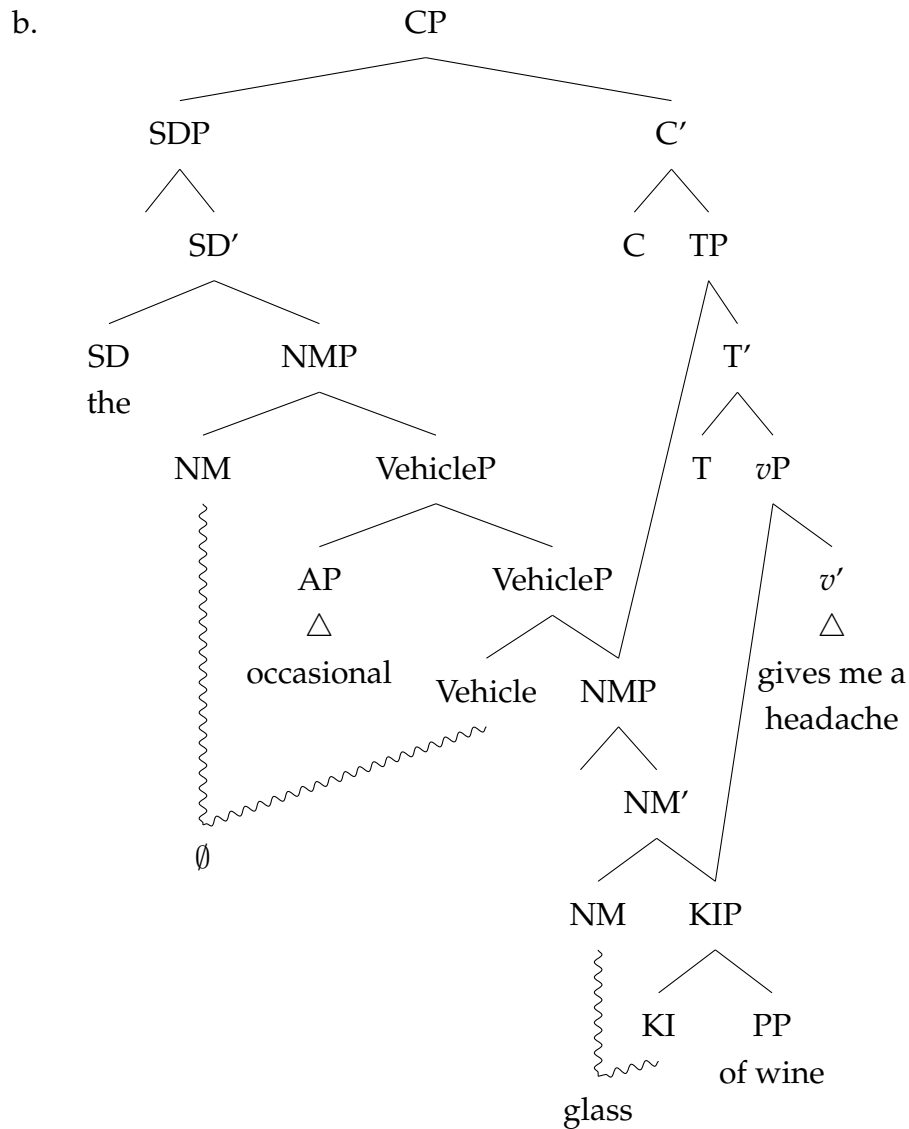 b.
CP
SDP C′
SD′ C TP
SD NMP T′
the
NM VehicleP T vP
AP VehicleP v′
△ △
occasional Vehicle NMP gives me a
headache
NM′
∅
NM KIP
KI PP
of wine
glass